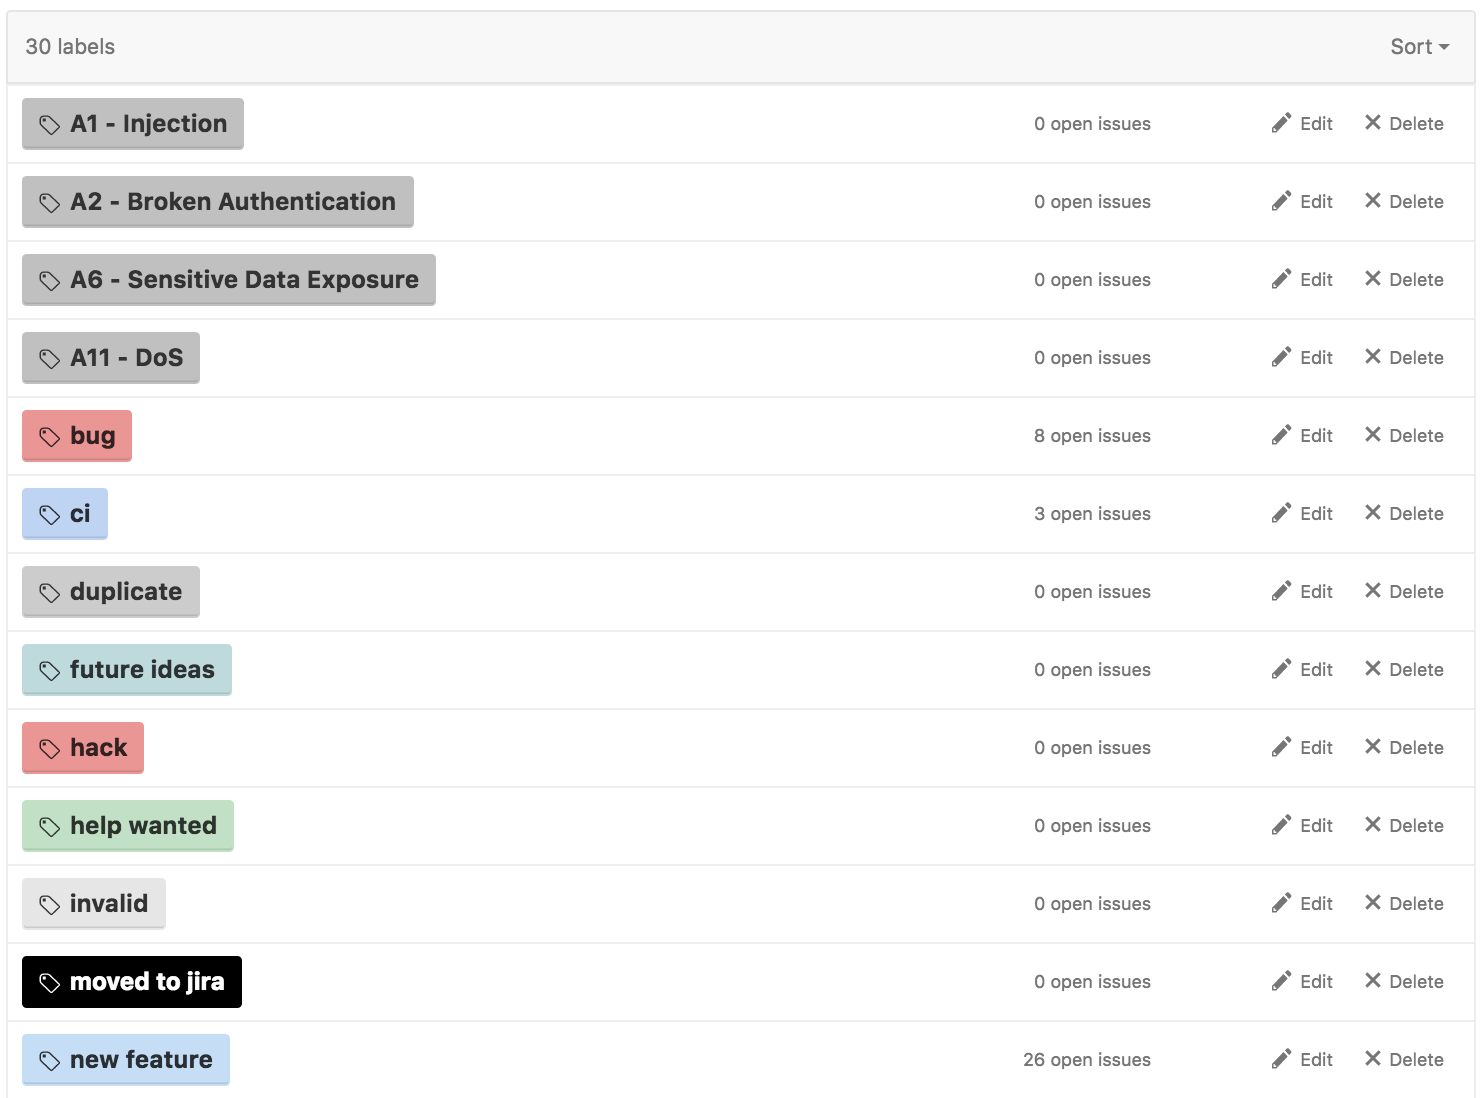 30 labels Sort
A1 - Injection 0 open issues Edit Delete
A2 - Broken Authentication 0 open issues Edit Delete
A6 - Sensitive Data Exposure 0 open issues Edit Delete
A11 - DoS 0 open issues Edit Delete
bug 8 open issues Edit Delete
ci 3 open issues Edit Delete
duplicate 0 open issues Edit Delete
future ideas 0 open issues Edit Delete
hack 0 open issues Edit Delete
help wanted 0 open issues Edit Delete
invalid 0 open issues Edit Delete
moved to jira 0 open issues Edit Delete
new feature 26 open issues Edit Delete